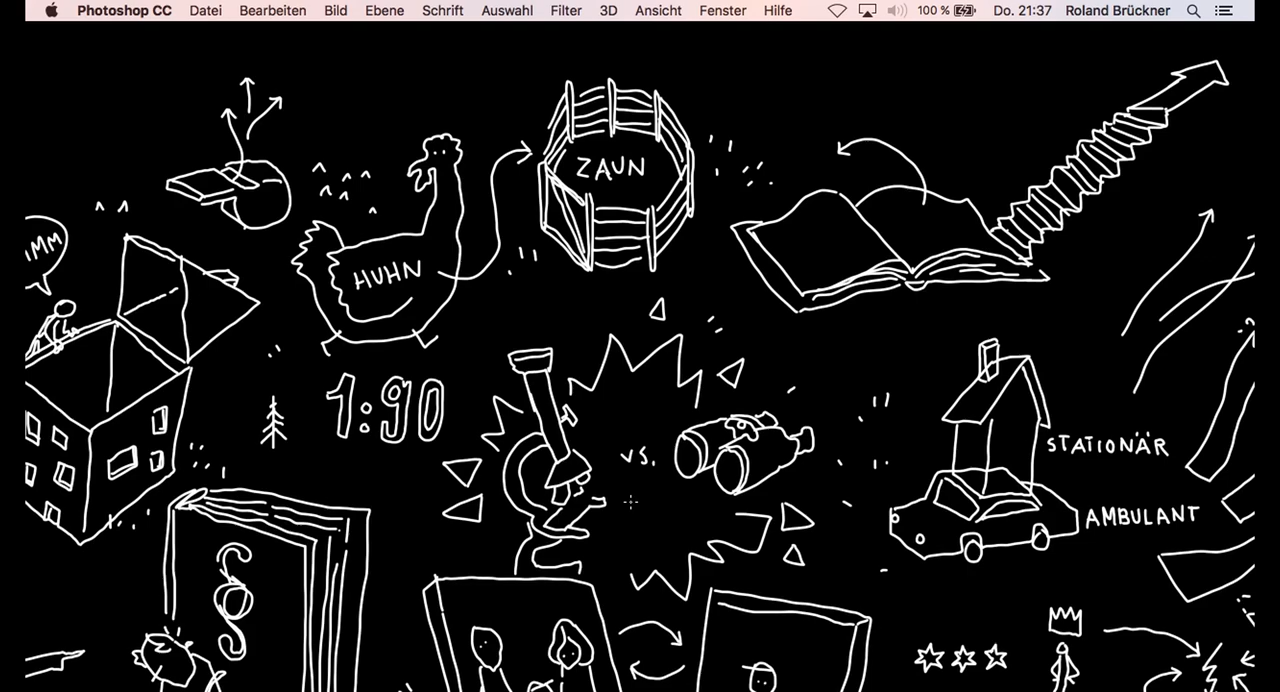 Photoshop CC Datei Bearbeiten Bild Ebene Schrift Auswahl Filter 3D Ansicht Fenster Hilfe 100 % Do. 21:37 Roland Brückner
ZAUN
HUHN
1:90
vs.
STATIONÄR
AMBULANT
§